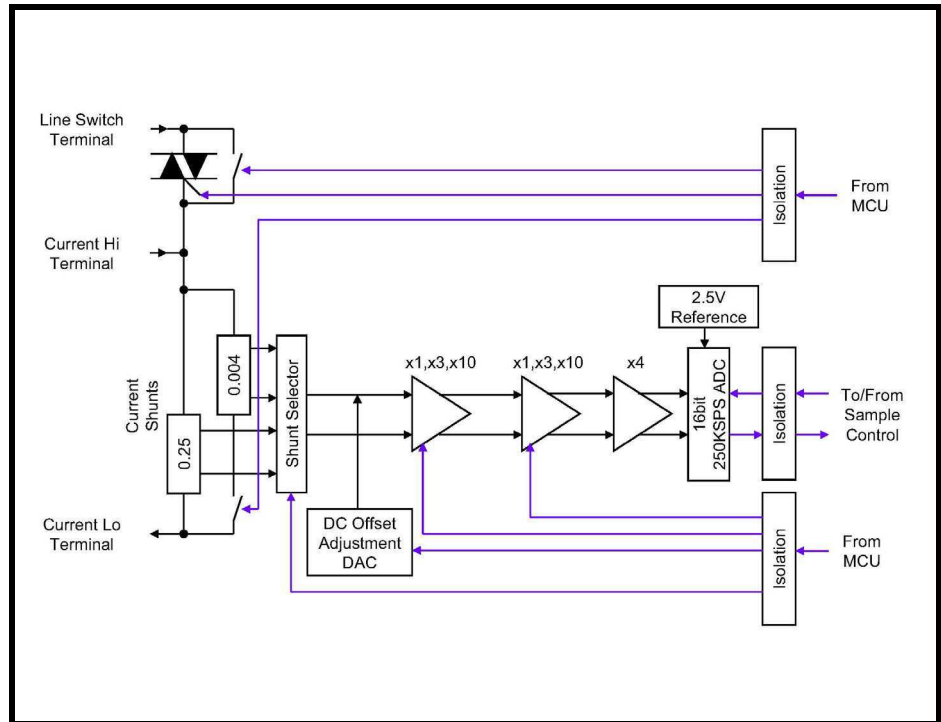 Line Switch
Terminal
Isolation
From
MCU
Current Hi
Terminal
2.5V
Reference
x1,x3,x10
x1,x3,x10
x4
0.004
Current
Shunts
0.25
Shunt Selector
16bit
250KSPS ADC
Isolation
To/From
Sample
Control
Current Lo
Terminal
DC Offset
Adjustment
DAC
Isolation
From
MCU